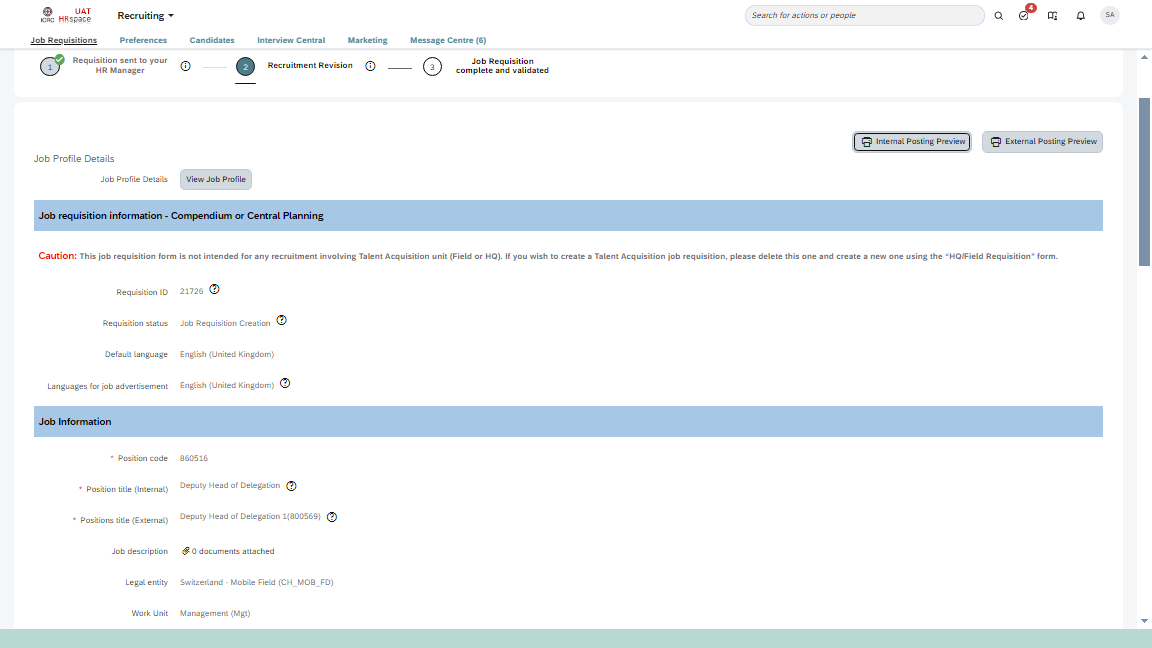 ICRC
UAT
HRspace
Recruiting
Search for actions or people
4
SA
Job Requisitions
Preferences
Candidates
Interview Central
Marketing
Message Centre (6)
1
Requisition sent to your
HR Manager
2
Recruitment Revision
3
Job Requisition
complete and validated
Internal Posting Preview
External Posting Preview
Job Profile Details
Job Profile Details
View Job Profile
Job requisition information - Compendium or Central Planning
Caution: This job requisition form is not intended for any recruitment involving Talent Acquisition unit (Field or HQ). If you wish to create a Talent Acquisition job requisition, please delete this one and create a new one using the “HQ/Field Requisition” form.
Requisition ID 21726
Requisition status Job Requisition Creation
Default language English (United Kingdom)
Languages for job advertisement English (United Kingdom)
Job Information
* Position code 860516
* Position title (Internal) Deputy Head of Delegation
* Positions title (External) Deputy Head of Delegation 1(800569)
Job description 0 documents attached
Legal entity Switzerland - Mobile Field (CH_MOB_FD)
Work Unit Management (Mgt)